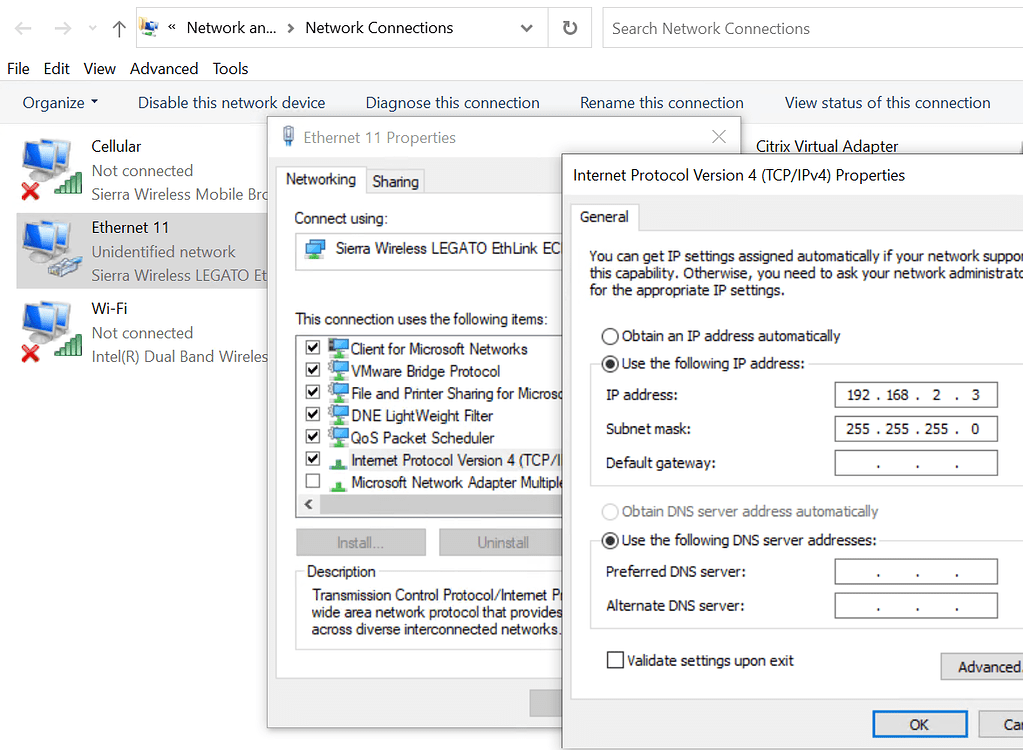 « Network an... > Network Connections
Search Network Connections
File Edit View Advanced Tools
Organize Disable this network device Diagnose this connection Rename this connection View status of this connection
Cellular
Not connected
Sierra Wireless Mobile Bro
Ethernet 11
Unidentified network
Sierra Wireless LEGATO Et
Wi-Fi
Not connected
Intel(R) Dual Band Wireles
Citrix Virtual Adapter
Ethernet 11 Properties
Networking Sharing
Connect using:
Sierra Wireless LEGATO EthLink EC
This connection uses the following items:
Client for Microsoft Networks
VMware Bridge Protocol
File and Printer Sharing for Microso
DNE LightWeight Filter
QoS Packet Scheduler
Internet Protocol Version 4 (TCP/I
Microsoft Network Adapter Multiple
Install... Uninstall
Description
Transmission Control Protocol/Internet P
wide area network protocol that provides
across diverse interconnected networks.
Internet Protocol Version 4 (TCP/IPv4) Properties
General
You can get IP settings assigned automatically if your network suppor
this capability. Otherwise, you need to ask your network administrato
for the appropriate IP settings.
Obtain an IP address automatically
Use the following IP address:
IP address: 192 . 168 . 2 . 3
Subnet mask: 255 . 255 . 255 . 0
Default gateway: . . .
Obtain DNS server address automatically
Use the following DNS server addresses:
Preferred DNS server: . . .
Alternate DNS server: . . .
Validate settings upon exit
Advanced.
OK Can